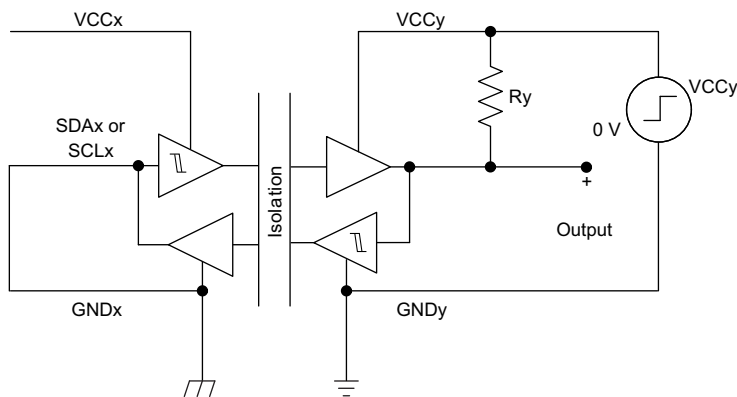 VCCx
VCCy
Ry
VCCy
0 V
SDAx or
SCLx
Isolation
+
Output
GNDx
GNDy